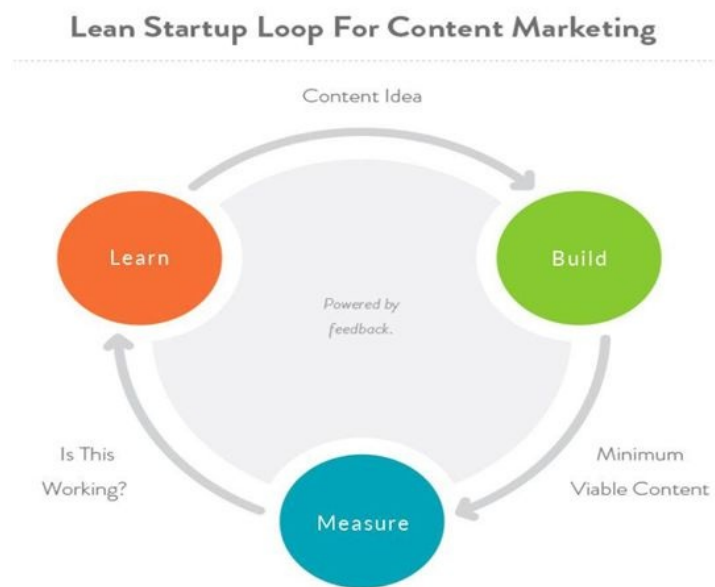 Lean Startup Loop For Content Marketing
Content Idea
Learn
Build
Powered by
feedback.
Is This
Working?
Minimum
Viable Content
Measure